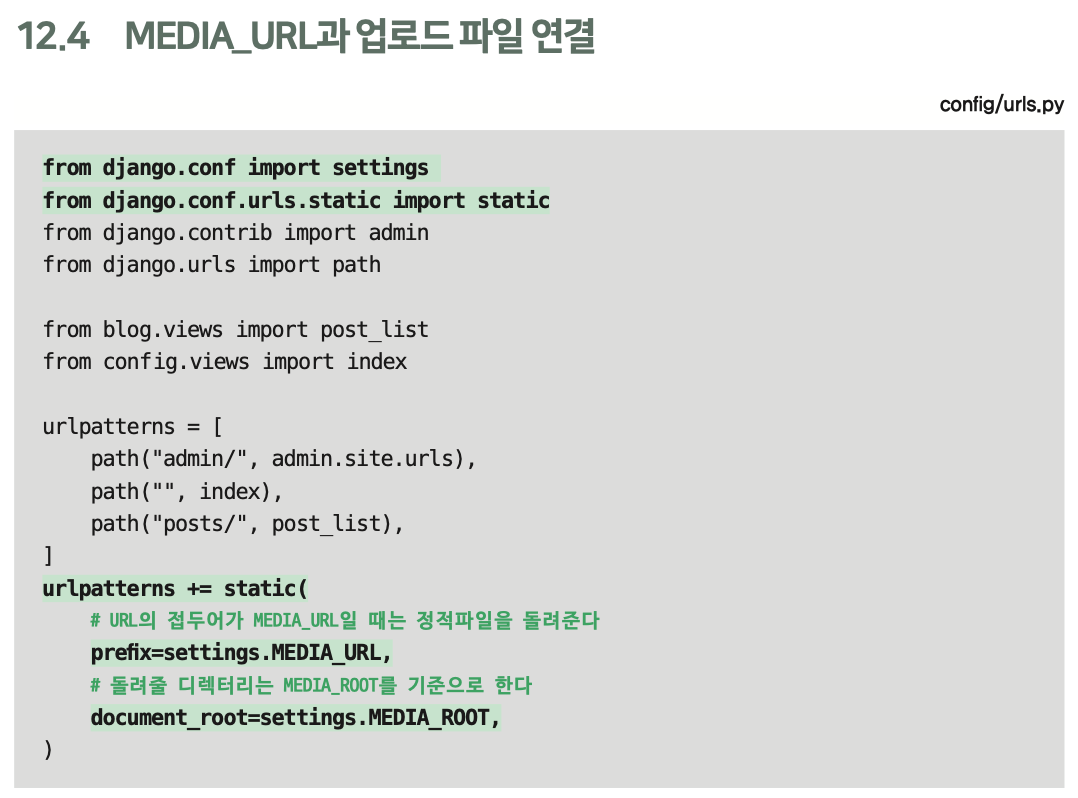 12.4 MEDIA_URL과 업로드 파일 연결
config/urls.py
from django.conf import settings
from django.conf.urls.static import static
from django.contrib import admin
from django.urls import path
from blog.views import post_list
from config.views import index
urlpatterns = [
    path("admin/", admin.site.urls),
    path("", index),
    path("posts/", post_list),
]
urlpatterns += static(
    # URL의 접두어가 MEDIA_URL일 때는 정적파일을 돌려준다
    prefix=settings.MEDIA_URL,
    # 돌려줄 디렉터리는 MEDIA_ROOT를 기준으로 한다
    document_root=settings.MEDIA_ROOT,
)